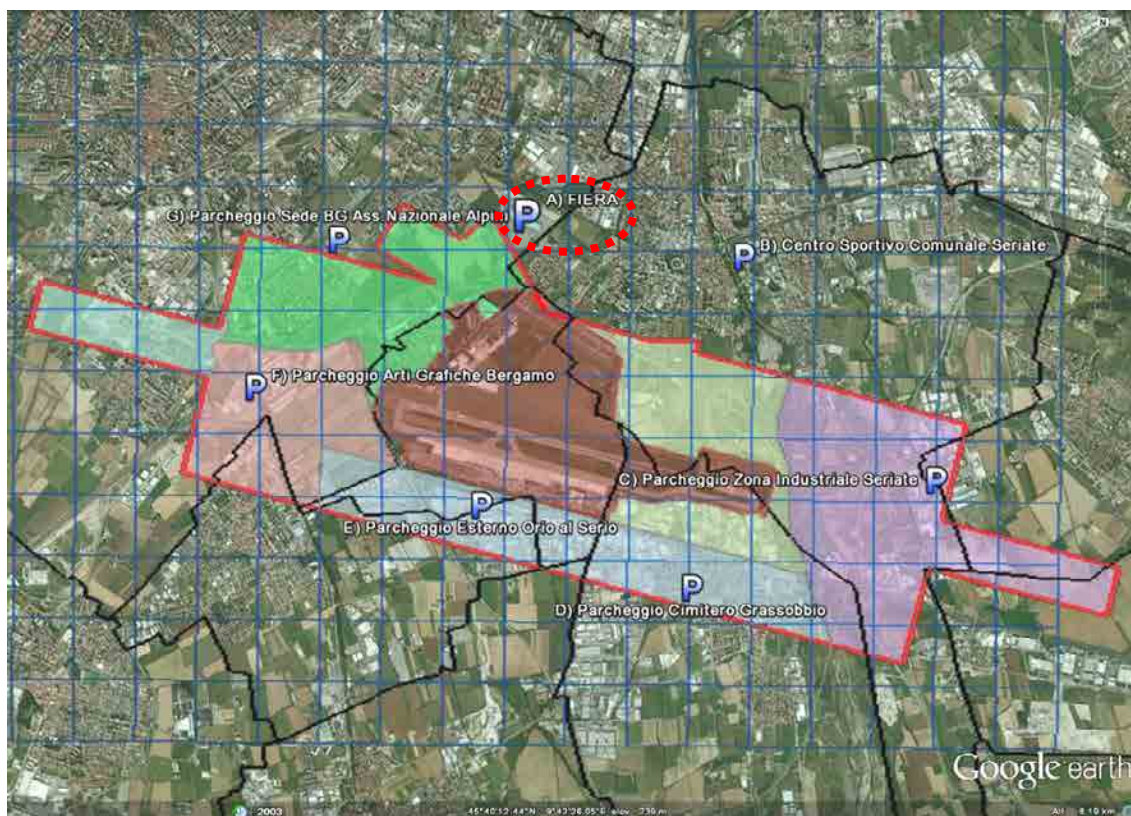 N
A) FIERA
G) Parcheggio Sede BG Ass.Nazionale Alpini
B) Centro Sportivo Comunale Seriate
F) Parcheggio Arti Grafiche Bergamo
C) Parcheggio Zona Industriale Seriate
E) Parcheggio Esterno Orio al Serio
D) Parcheggio Cimitero Grassobbio
Google earth
2003